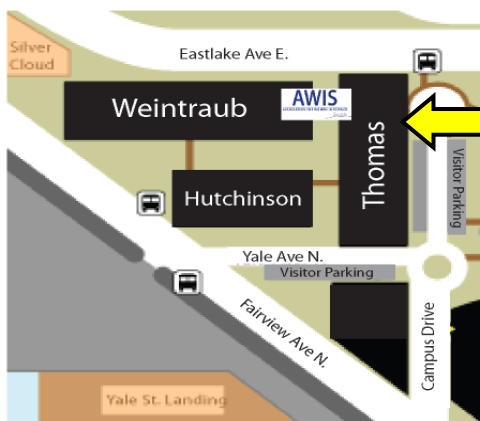 Silver
Cloud
Eastlake Ave E.
Weintraub
AWIS
Thomas
Visitor Parking
Hutchinson
Yale Ave N.
Visitor Parking
Fairview Ave N.
Campus Drive
Yale St. Landing